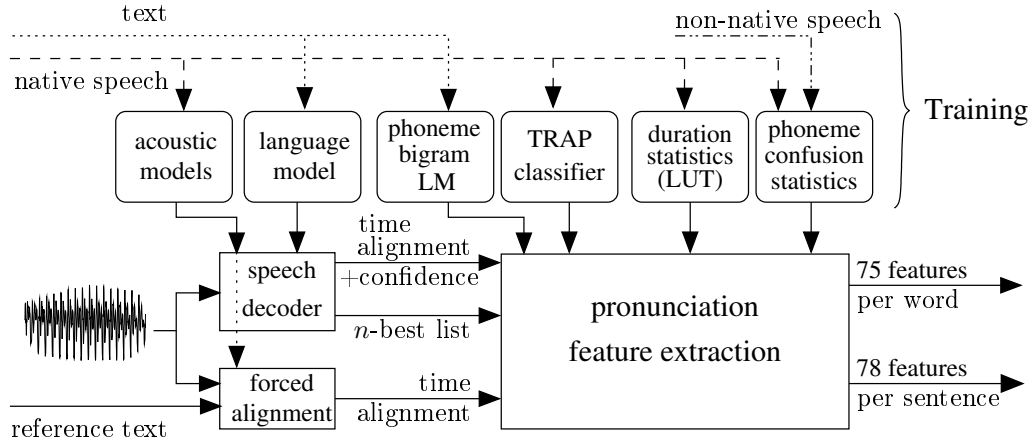 text
non-native speech
native speech
Training
acoustic
models
language
model
phoneme
bigram
LM
TRAP
classifier
duration
statistics
(LUT)
phoneme
confusion
statistics
time
alignment
+confidence
speech
decoder
n-best list
pronunciation
feature extraction
75 features
per word
78 features
per sentence
forced
alignment
time
alignment
reference text